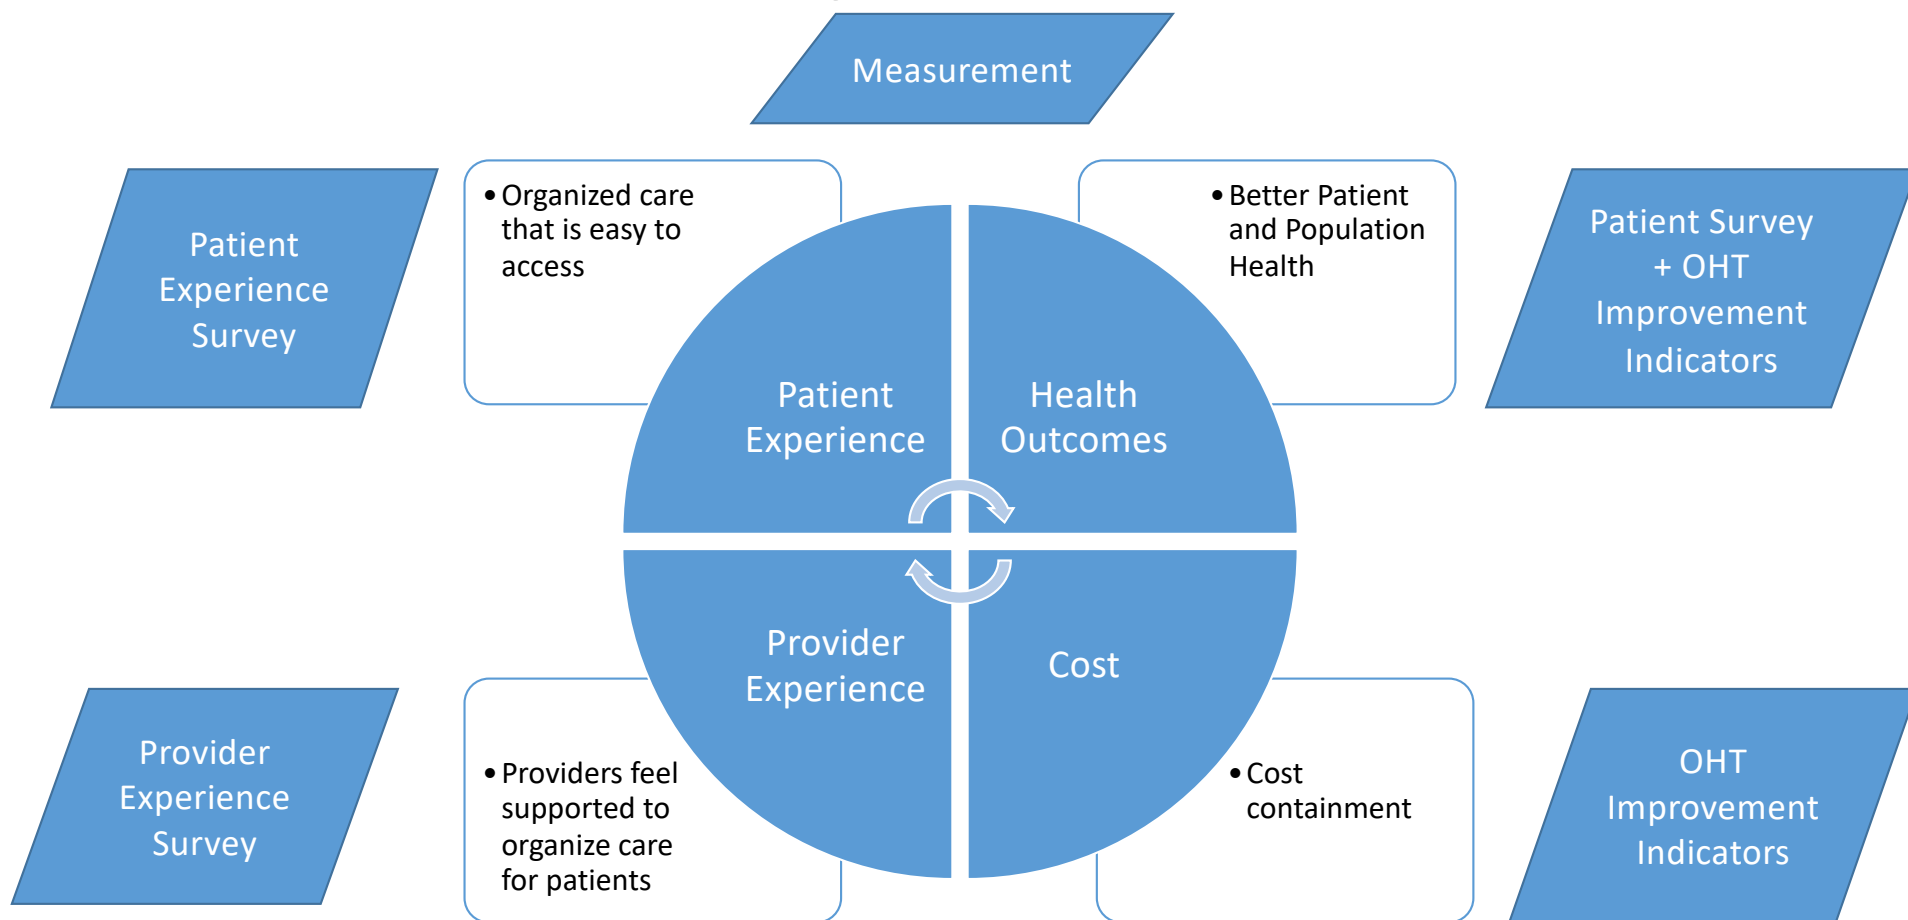 Measurement
Patient
Experience
Survey
• Organized care
that is easy to
access
• Better Patient
and Population
Health
Patient Survey
+ OHT
Improvement
Indicators
Patient
Experience
Health
Outcomes
Provider
Experience
Cost
Provider
Experience
Survey
• Providers feel
supported to
organize care
for patients
• Cost
containment
OHT
Improvement
Indicators